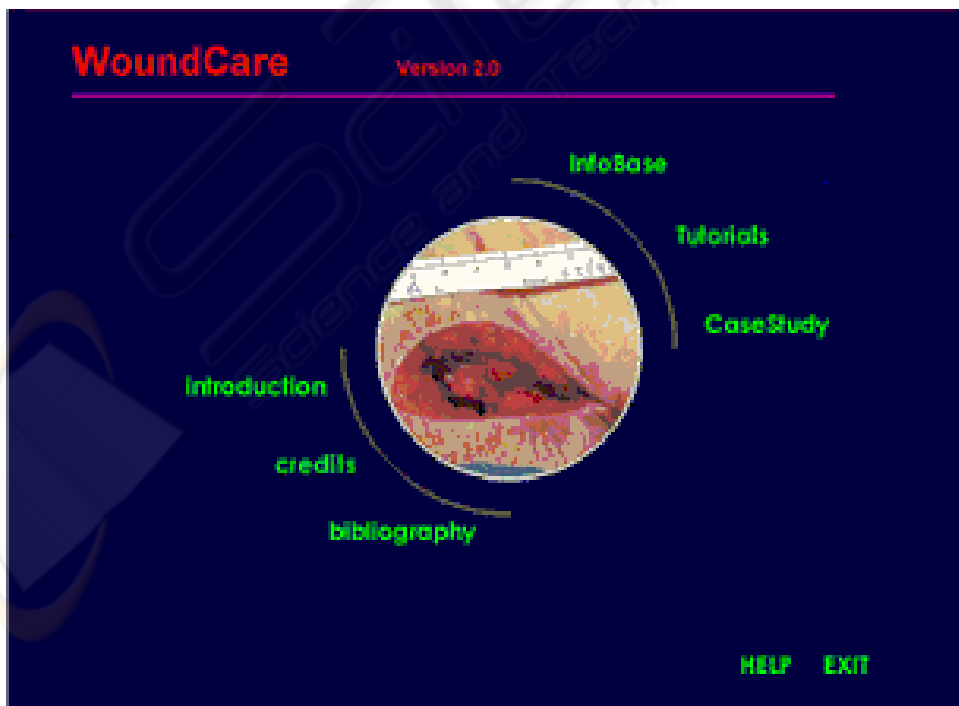 WoundCare Version 2.0
InfoBase
Tutorials
CaseStudy
introduction
credits
bibliography
HELP EXIT